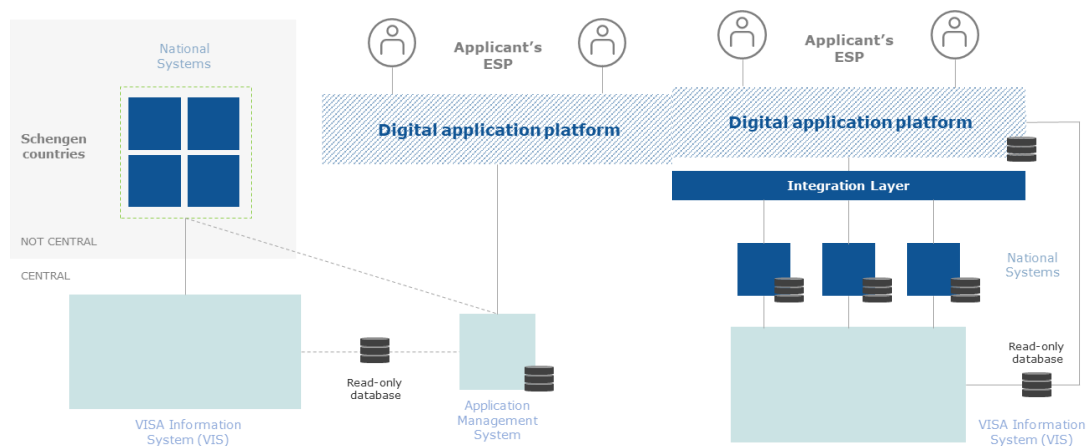 National
Systems
Schengen
countries
NOT CENTRAL
CENTRAL
VISA Information
System (VIS)
Read-only
database
Application
Management
System
Applicant's
ESP
Digital application platform
Applicant's
ESP
Digital application platform
Integration Layer
National
Systems
Read-only
database
VISA Information
System (VIS)